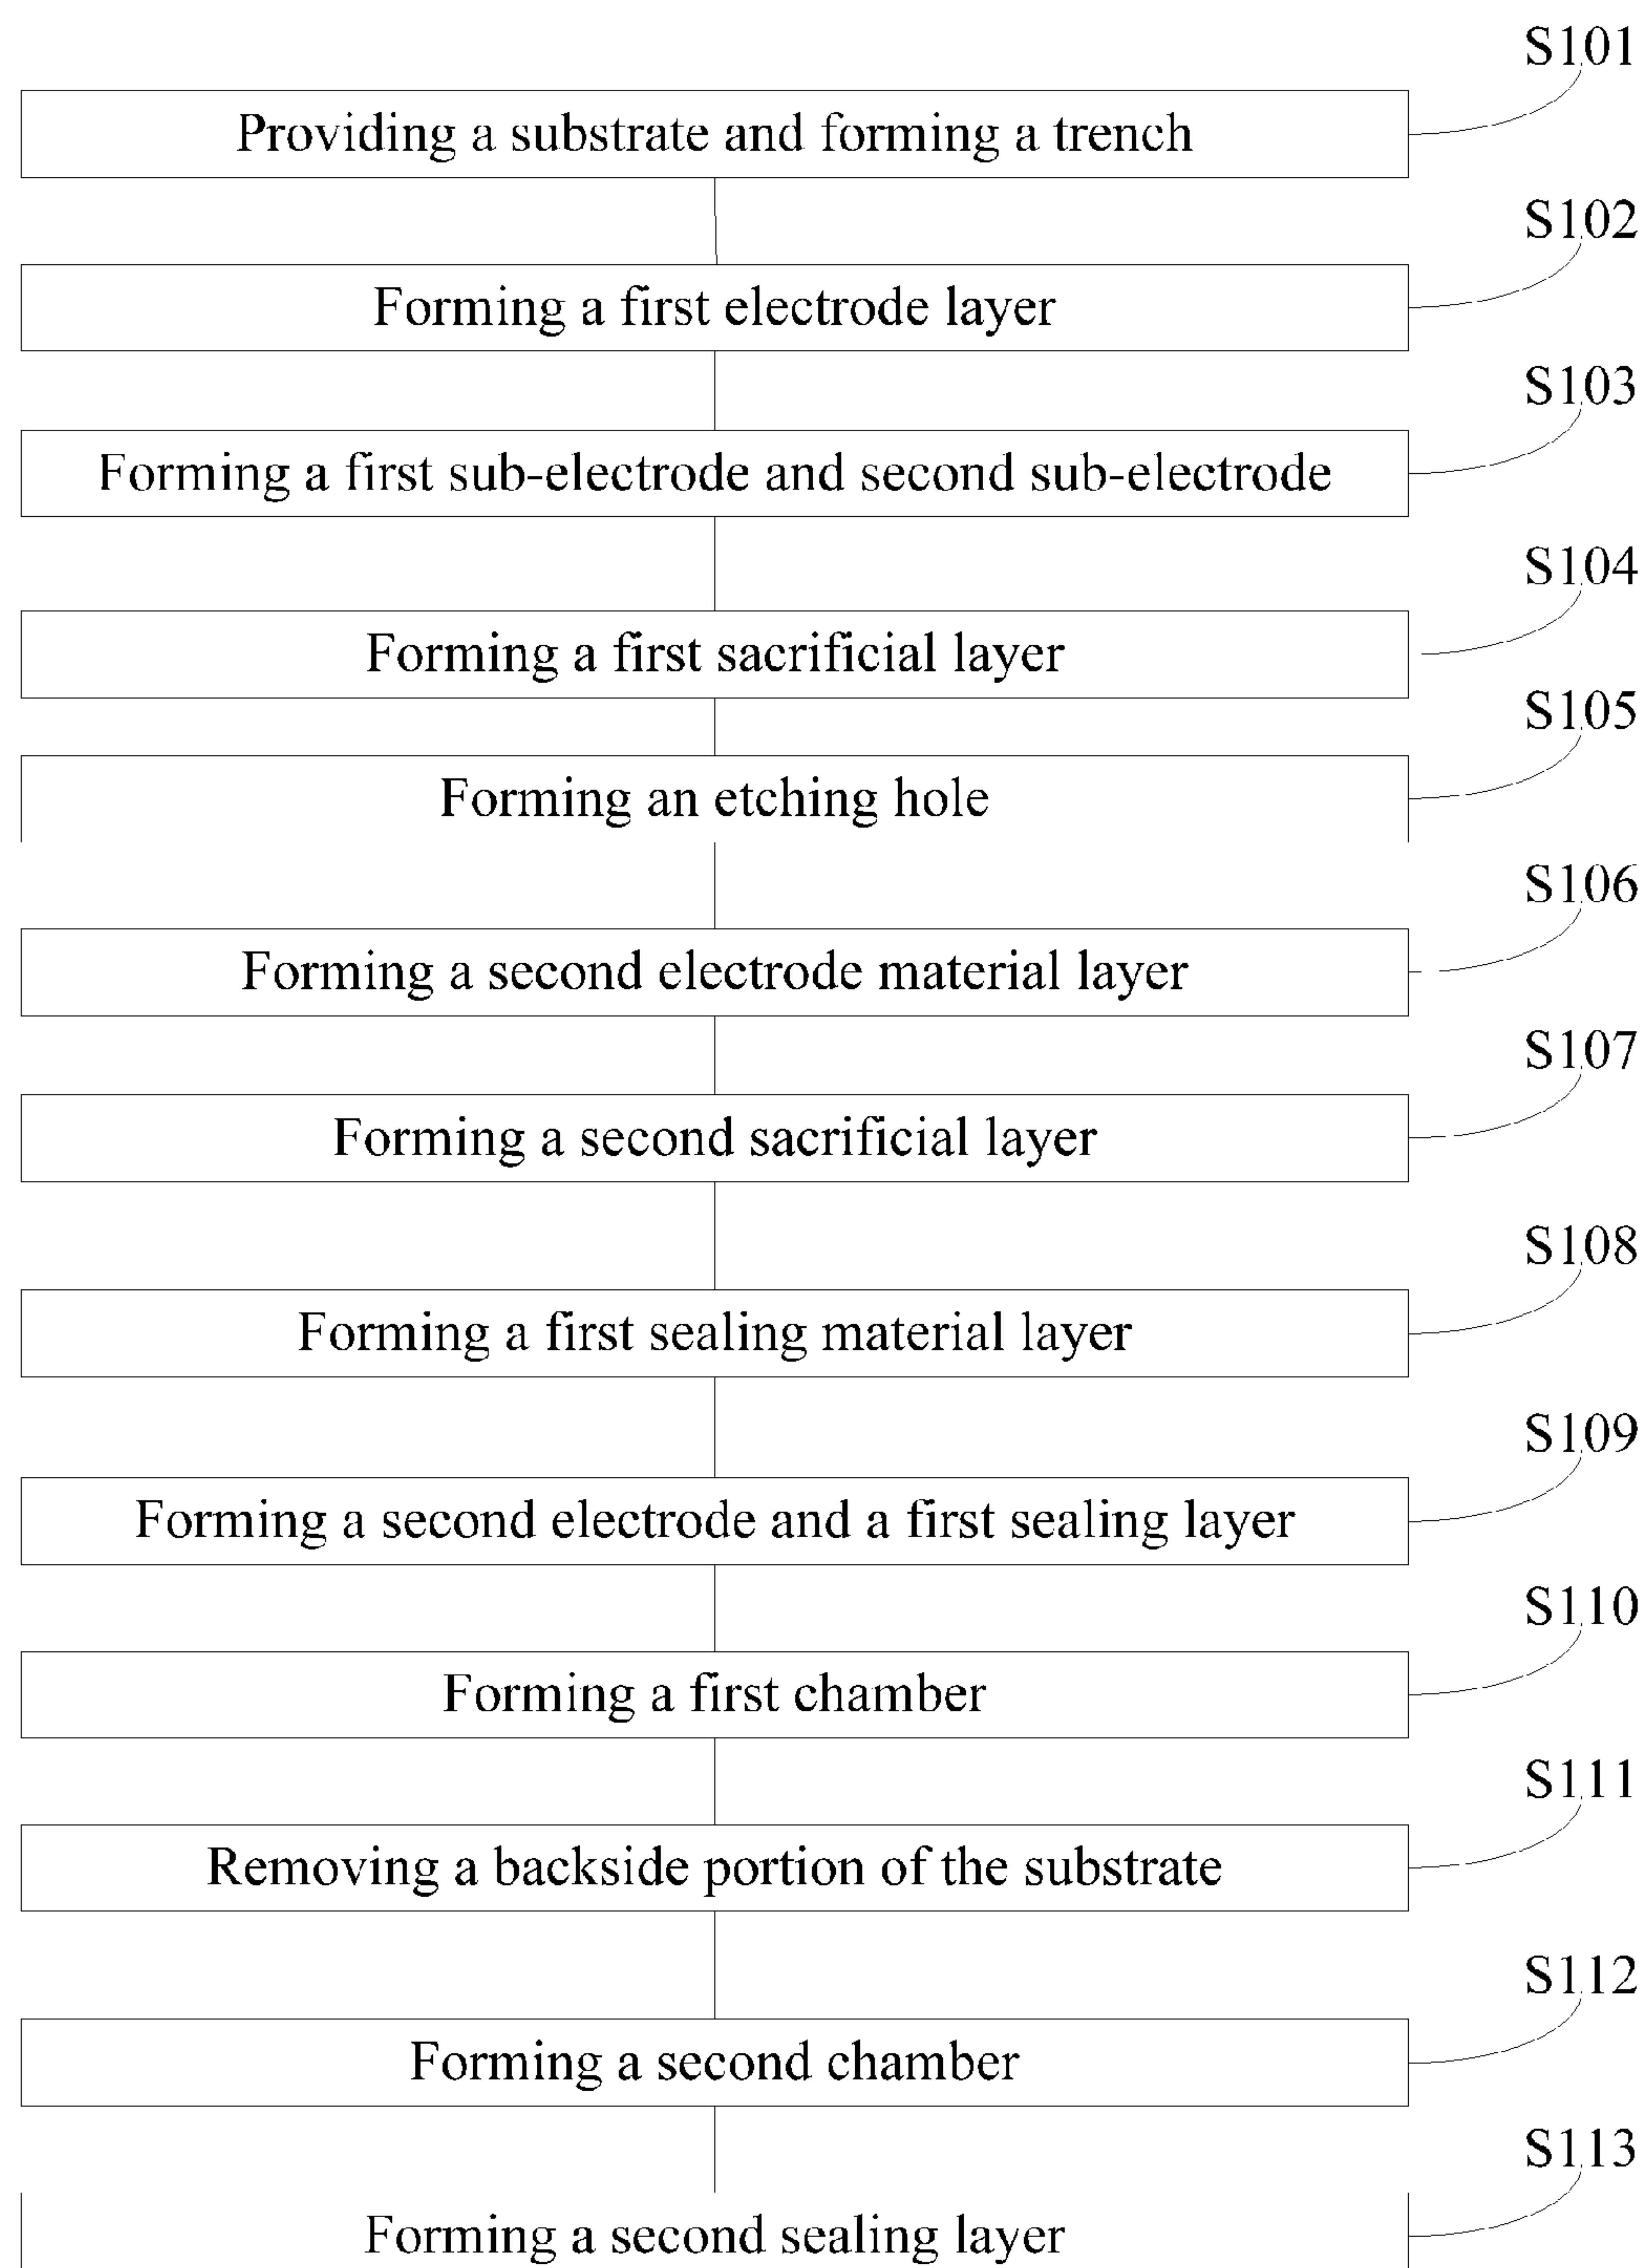 S101
Providing a substrate and forming a trench
S102
Forming a first electrode layer
S103
Forming a first sub-electrode and second sub-electrode
S104
Forming a first sacrificial layer
S105
Forming an etching hole
S106
Forming a second electrode material layer
S107
Forming a second sacrificial layer
S108
Forming a first sealing material layer
S109
Forming a second electrode and a first sealing layer
S110
Forming a first chamber
S111
Removing a backside portion of the substrate
S112
Forming a second chamber
S113
Forming a second sealing layer